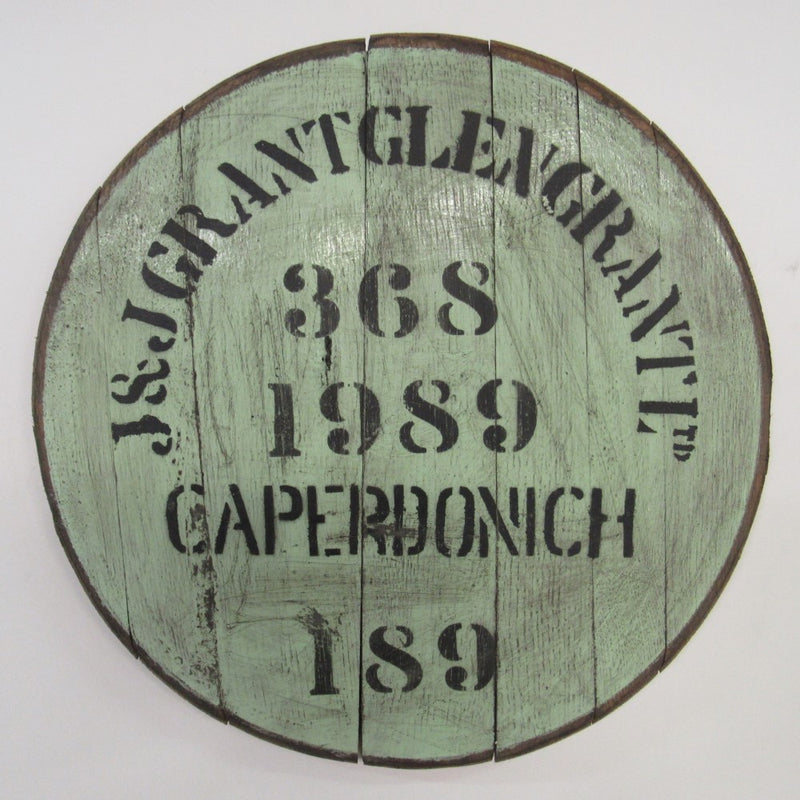 J&J GRANT GLEN GRANT LTD
368
1989
CAPERDONICH
189